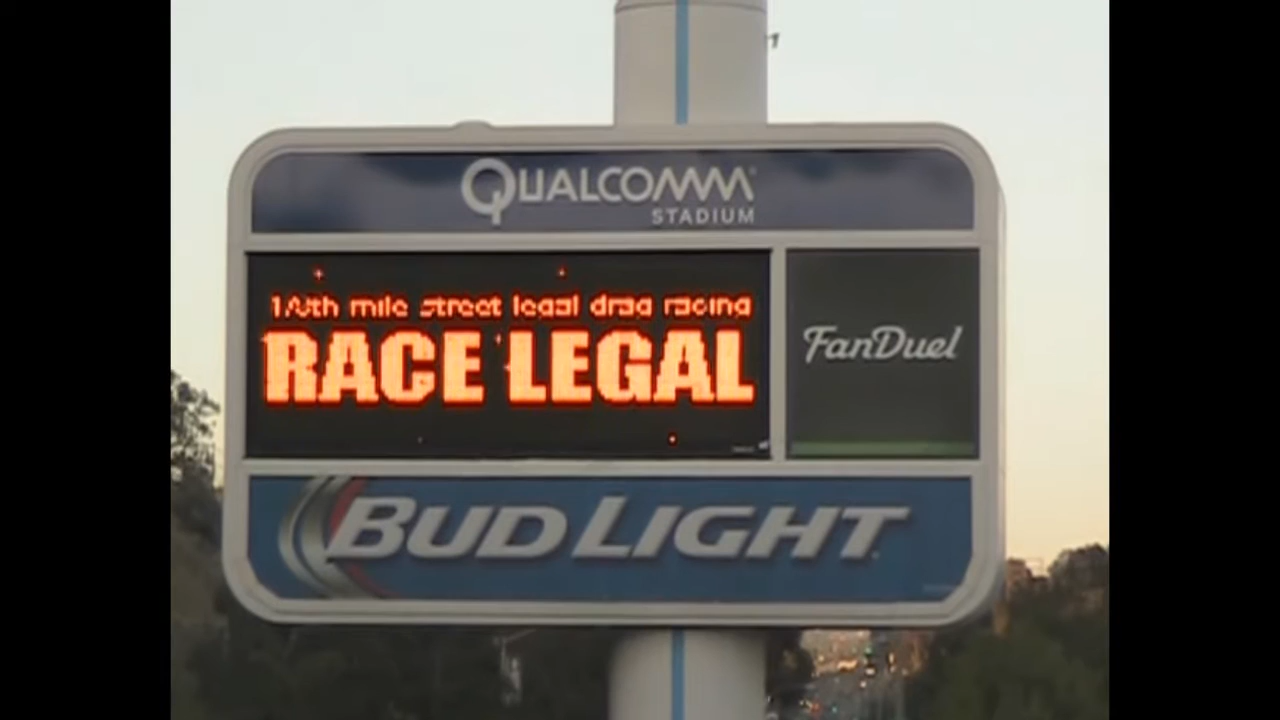 QUALCOMM
STADIUM
1/8th mile street legal drag racing
RACE LEGAL
FanDuel
BUD LIGHT